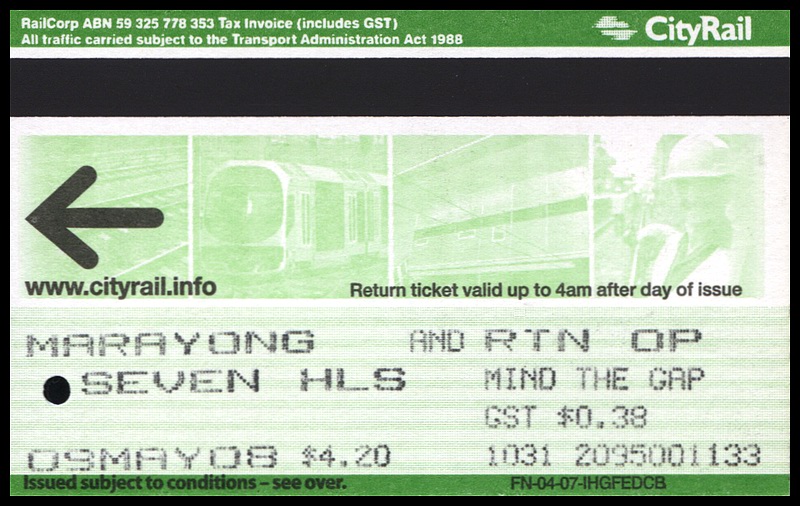 RailCorp ABN 59 325 778 353 Tax Invoice (includes GST)
All traffic carried subject to the Transport Administration Act 1988
CityRail
www.cityrail.info
Return ticket valid up to 4am after day of issue
MARAYONG AND RTN OP
SEVEN HLS MIND THE GAP
GST $0.38
09MAY08 $4.20 1031 2095001133
Issued subject to conditions – see over.
FN-04-07-IHGFEDCB